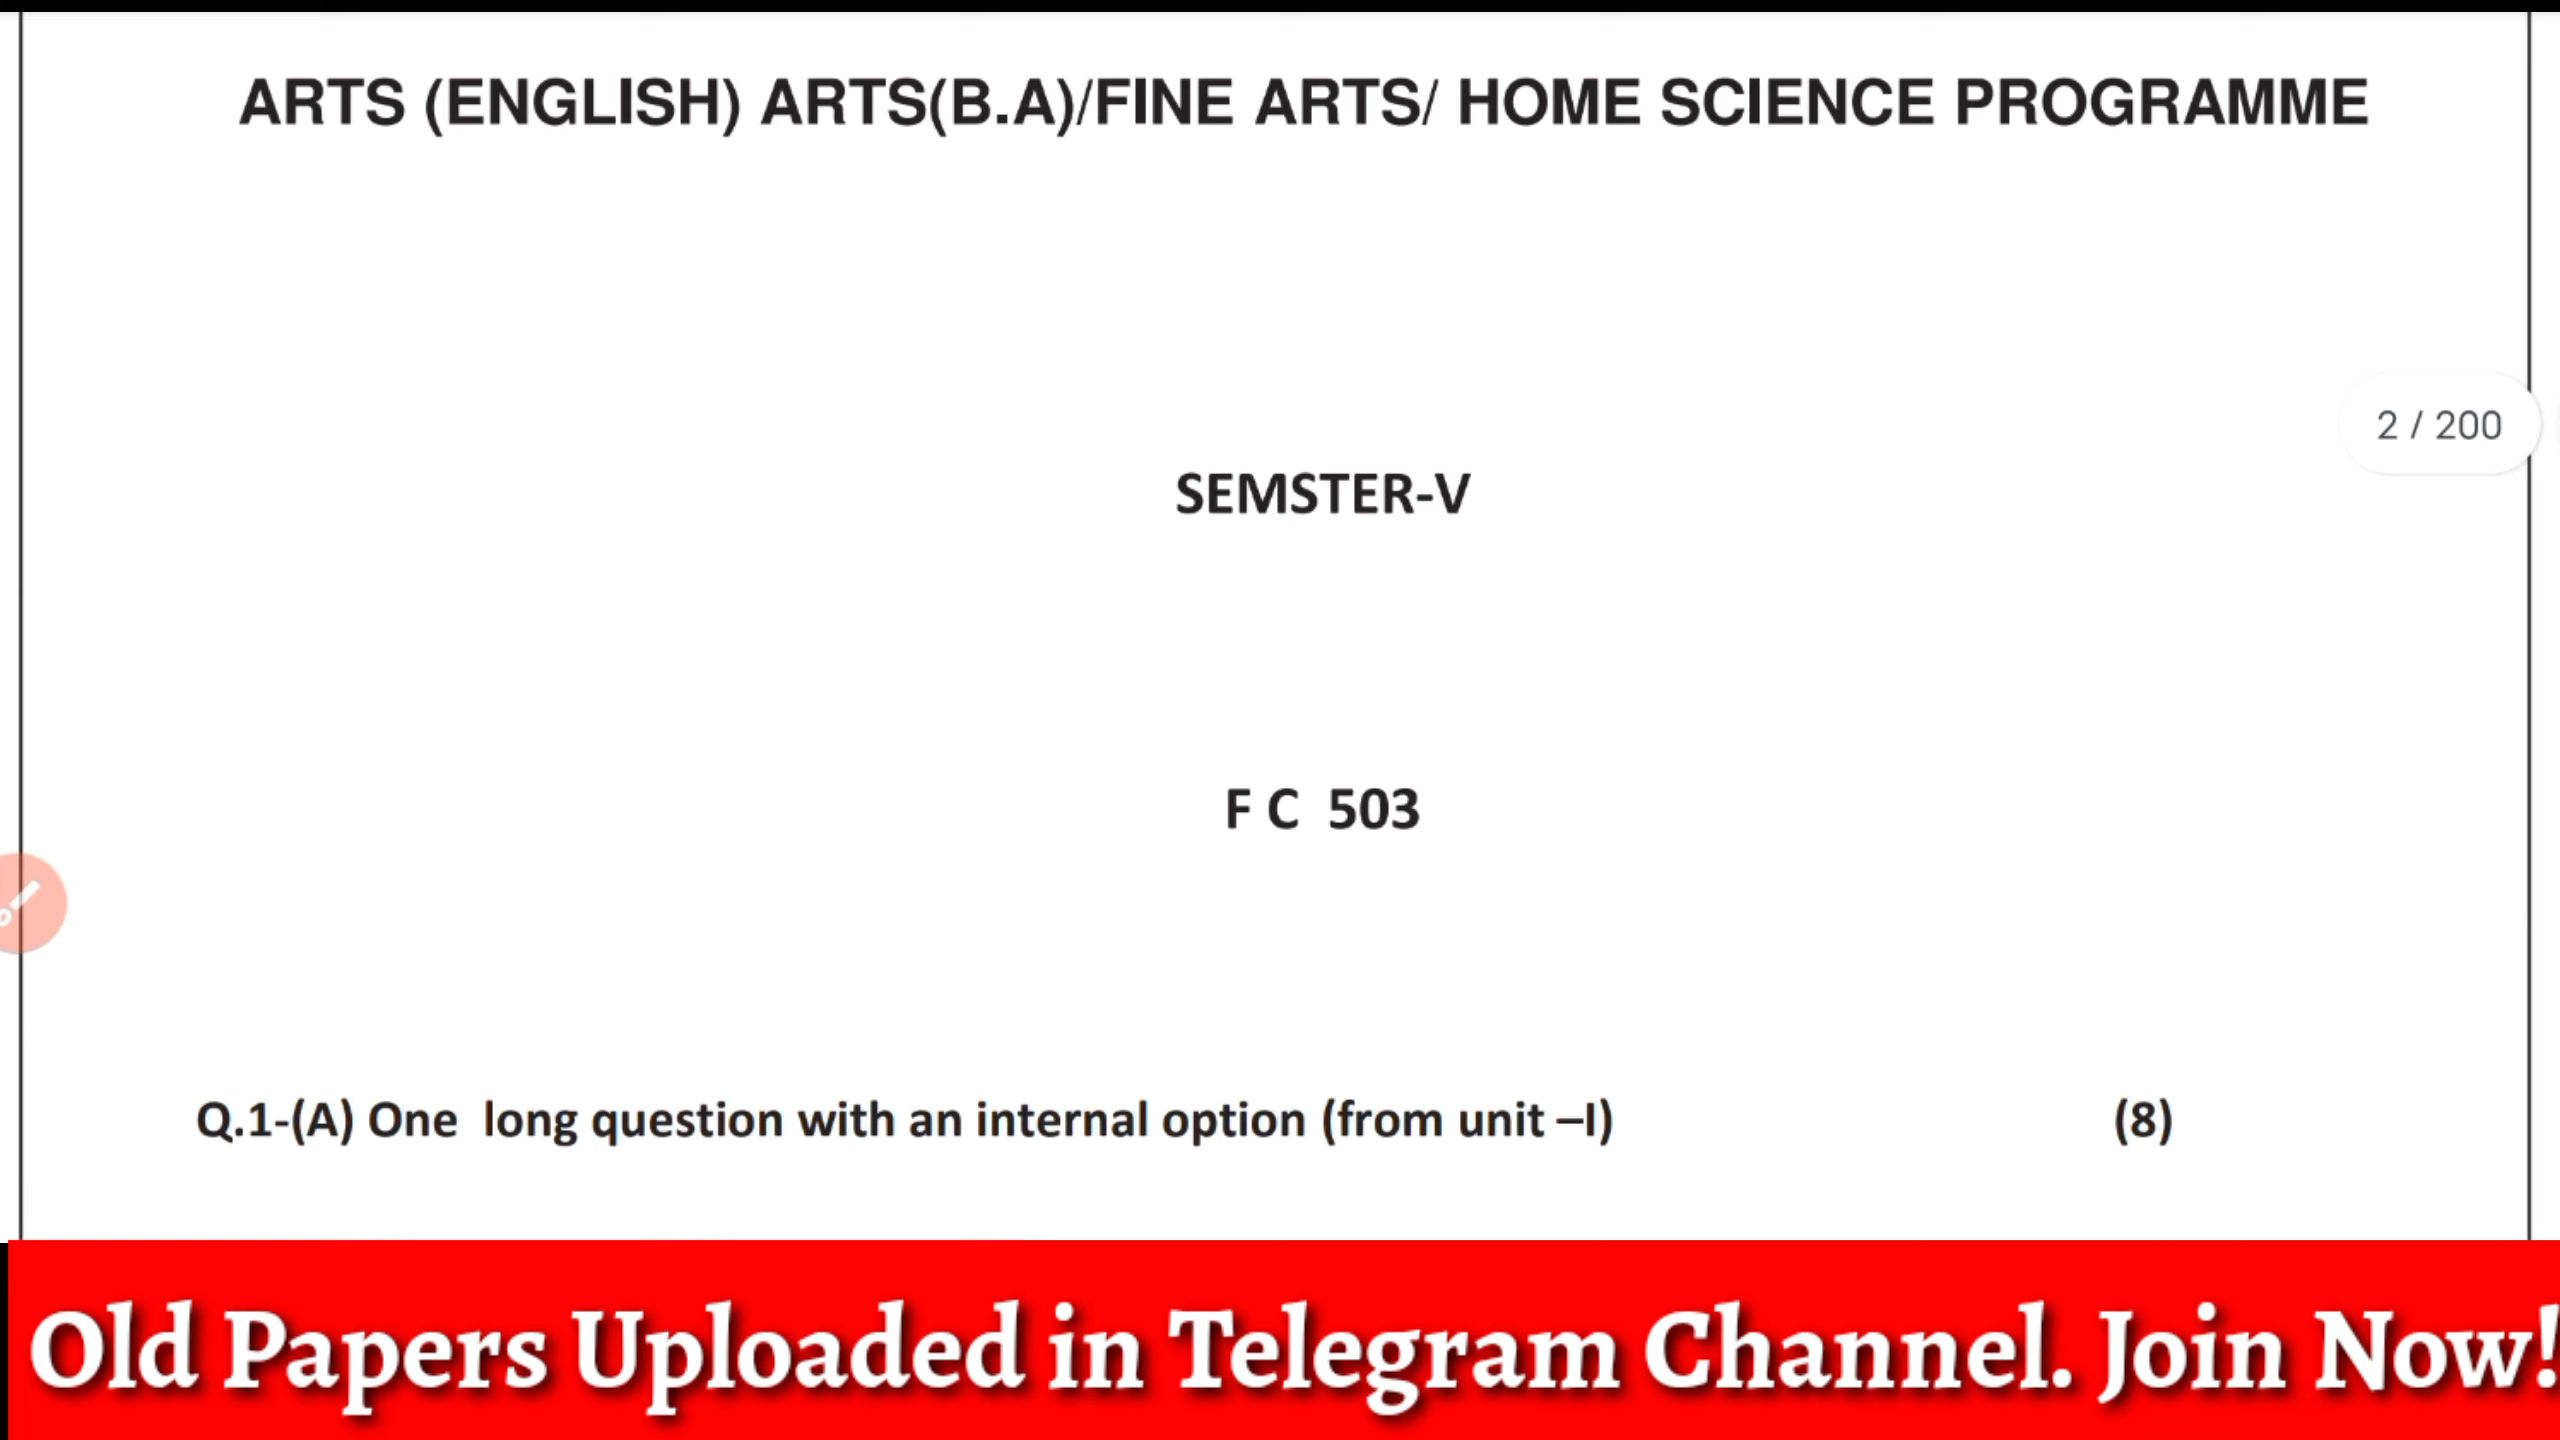 ARTS (ENGLISH) ARTS(B.A)/FINE ARTS/ HOME SCIENCE PROGRAMME
2 / 200
SEMSTER-V
F C 503
Q.1-(A) One long question with an internal option (from unit –I) (8)
Old Papers Uploaded in Telegram Channel. Join Now!